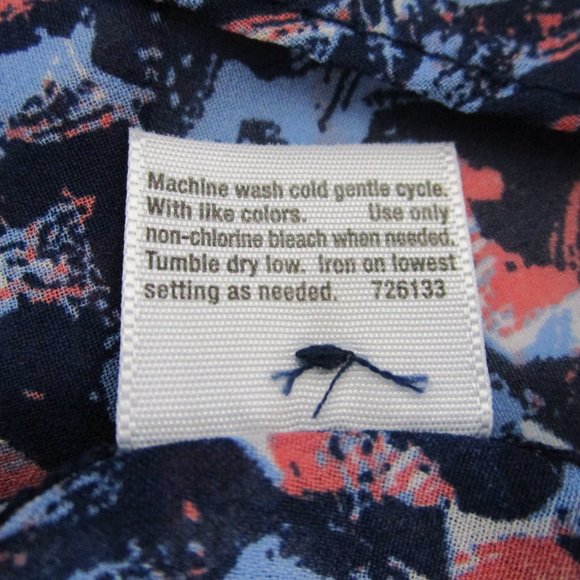 Machine wash cold gentle cycle.
With like colors. Use only
non-chlorine bleach when needed.
Tumble dry low. Iron on lowest
setting as needed. 726133